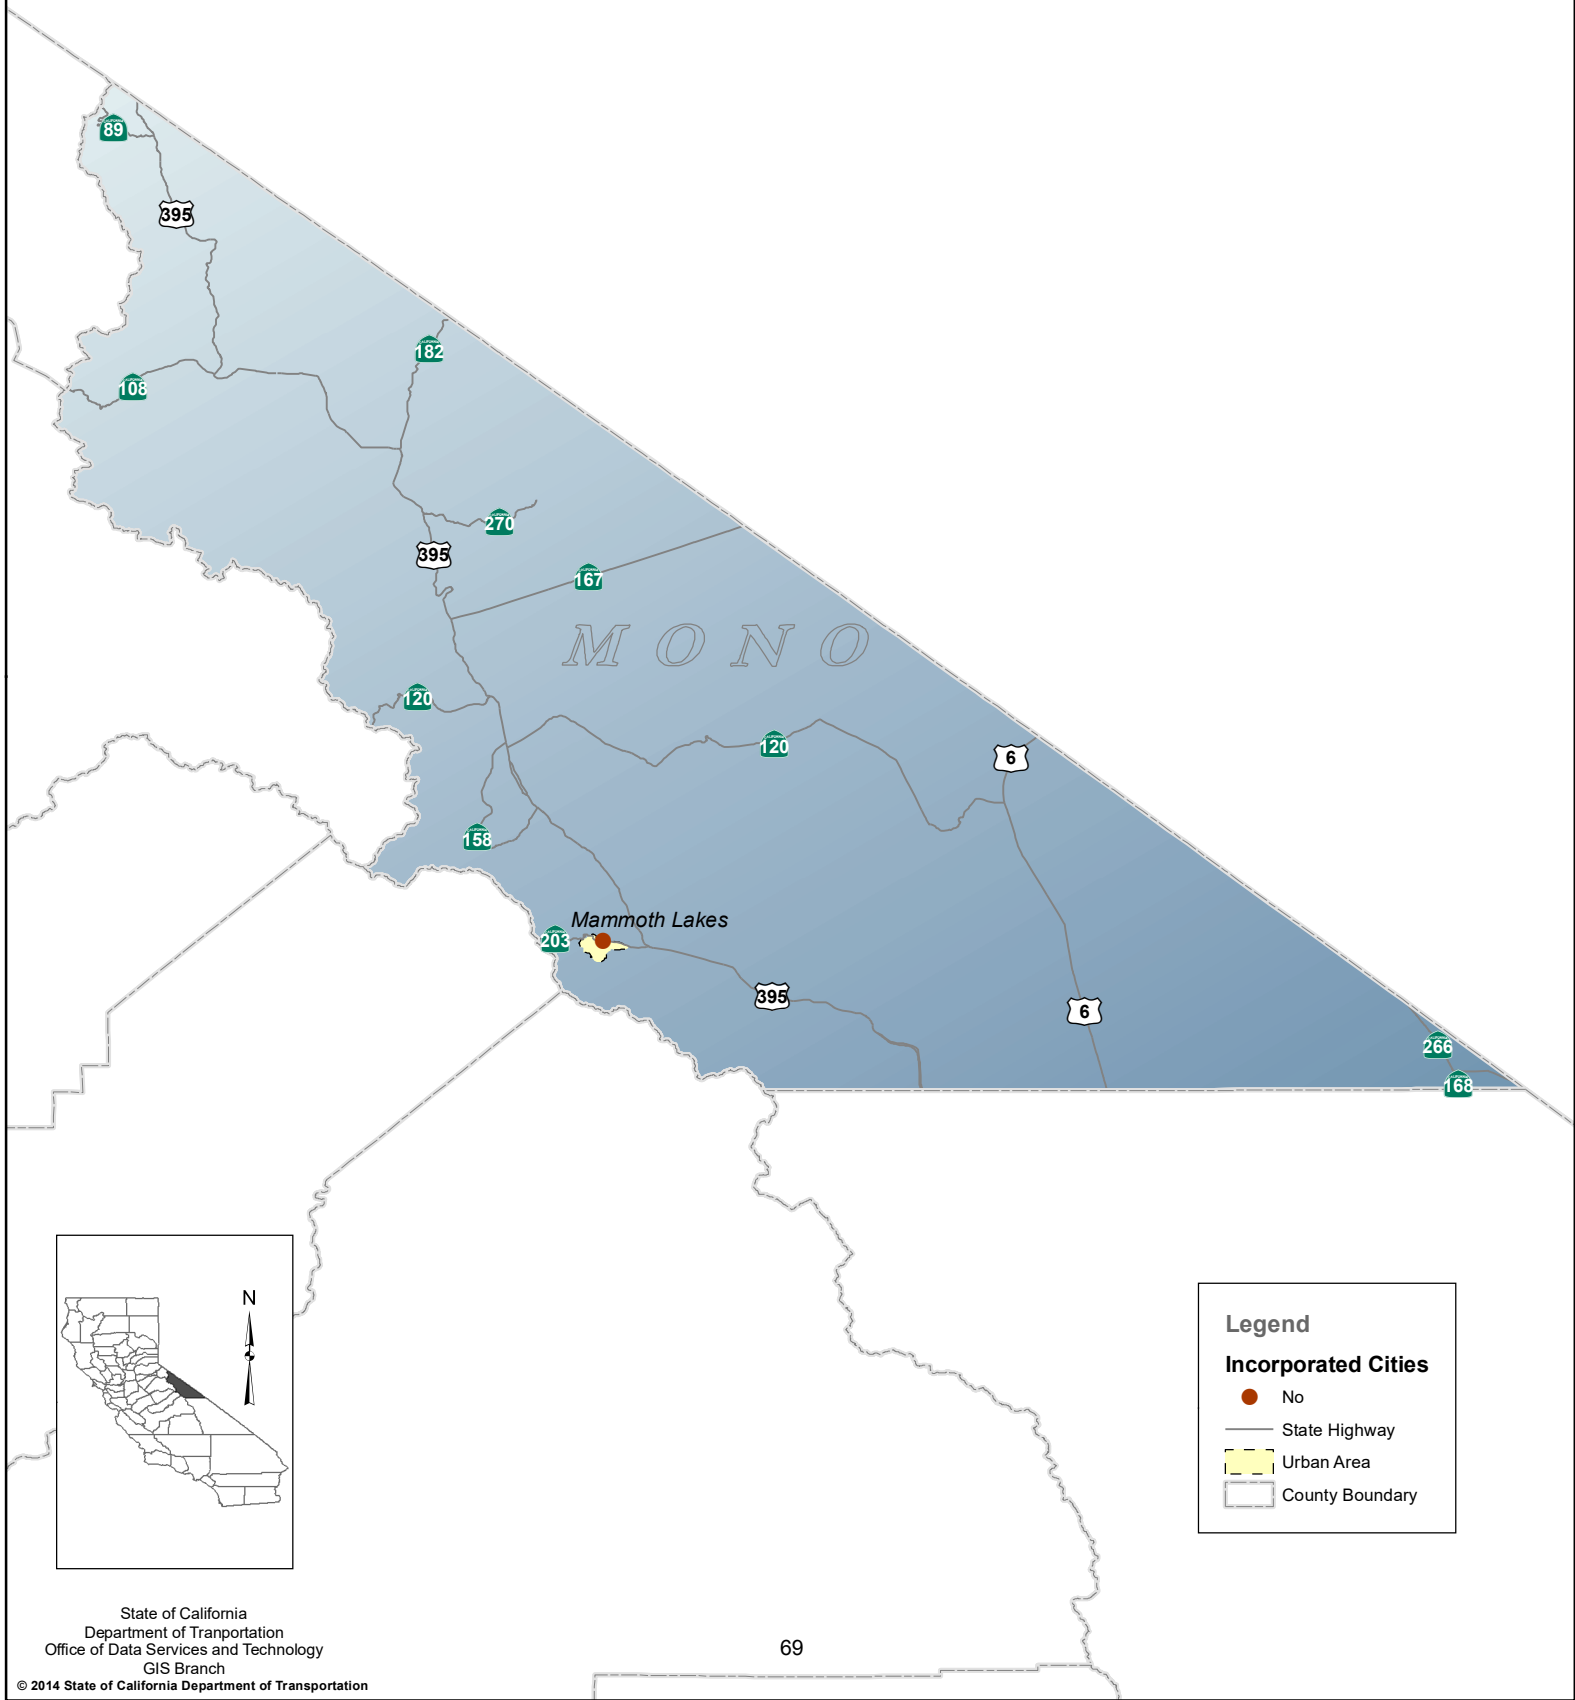 89
395
182
108
270
395
167
MONO
120
120
6
158
Mammoth Lakes
203
395
6
266
168
N
Legend
Incorporated Cities
No
State Highway
Urban Area
County Boundary
State of California
Department of Tranportation
Office of Data Services and Technology
GIS Branch
© 2014 State of California Department of Transportation
69